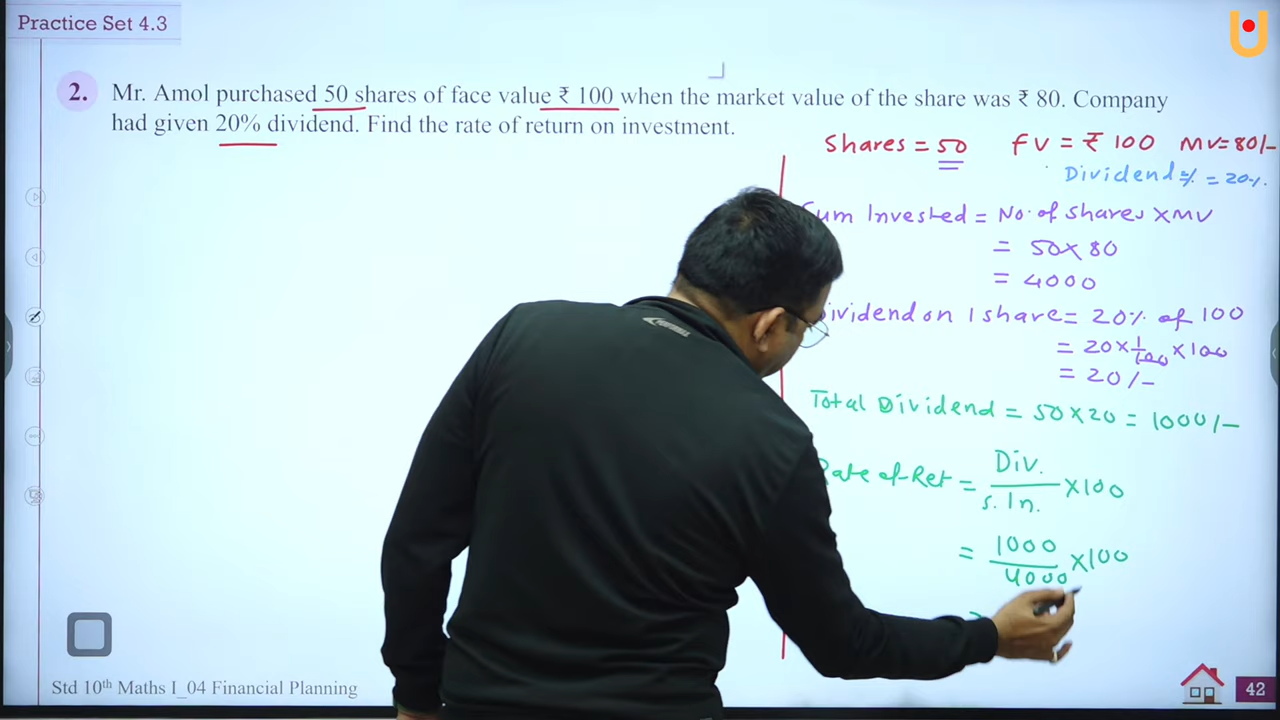 Practice Set 4.3
2. Mr. Amol purchased 50 shares of face value ₹ 100 when the market value of the share was ₹ 80. Company
had given 20% dividend. Find the rate of return on investment.
Shares = 50 FV = ₹ 100 MV=80/-
Dividend % = 20%.
Sum Invested = No. of shares × MV
= 50 × 80
= 4000
Dividend on 1 share = 20% of 100
= 20 × 1/100 × 100
= 20/-
Total Dividend = 50 × 20 = 1000/-
Rate of Ret = Div. / S. In. × 100
= 1000 / 4000 × 100
=
Std 10th Maths I_04 Financial Planning
42